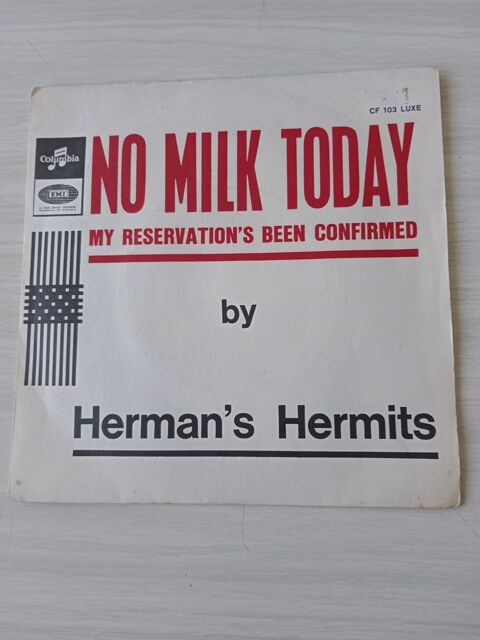 CF 103 LUXE
Columbia
EMI
NO MILK TODAY
MY RESERVATION'S BEEN CONFIRMED
by
Herman's Hermits